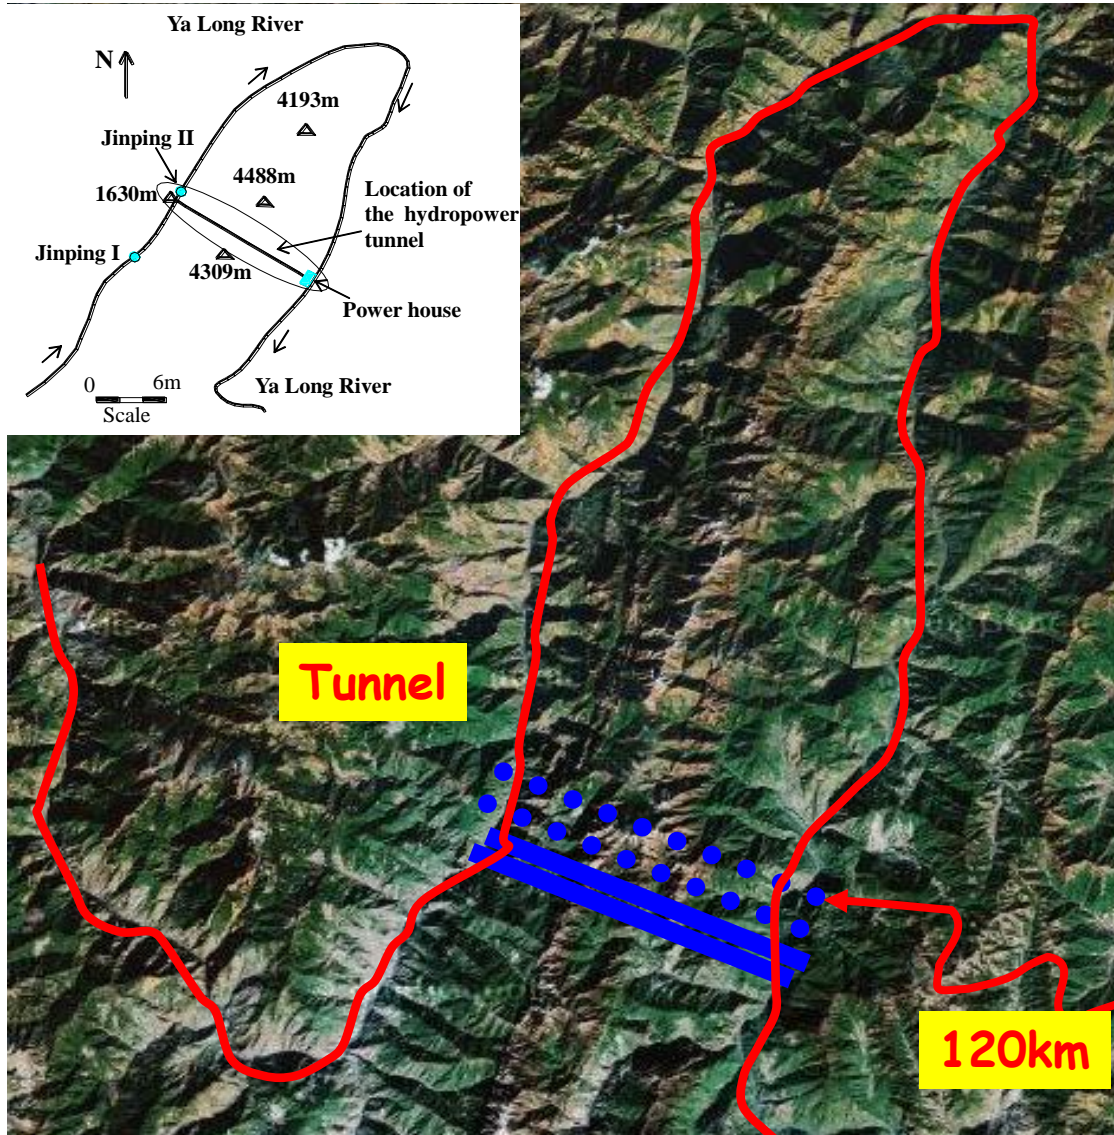 Ya Long River
N
4193m
Jinping II
4488m
1630m
Location of
the hydropower
tunnel
Jinping I
4309m
Power house
0 6m
Scale
Ya Long River
Tunnel
120km